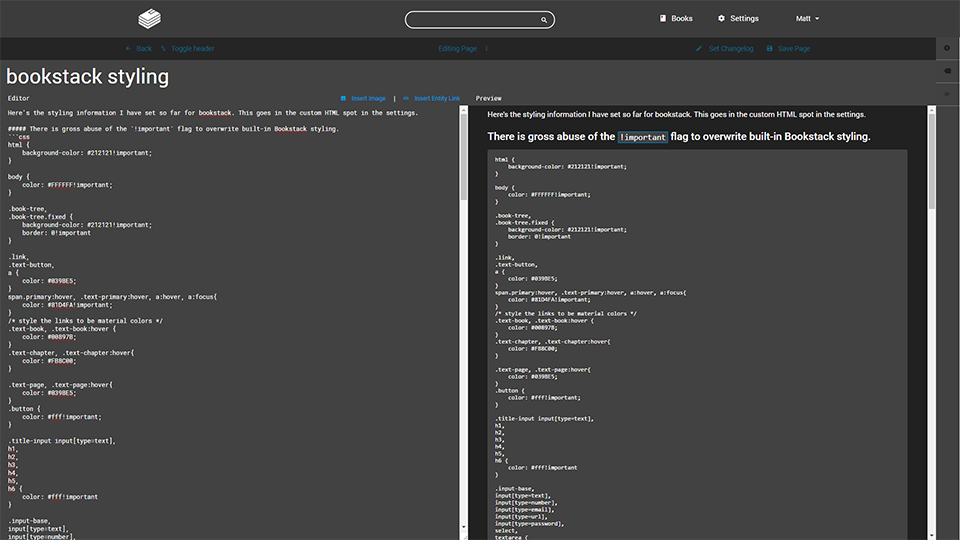 Books
Settings
Matt
Back
Toggle header
Editing Page
Set Changelog
Save Page
bookstack styling
Editor
Insert Image
|
Insert Entity Link
Preview
Here's the styling information I have set so far for bookstack. This goes in the custom HTML spot in the settings.
##### There is gross abuse of the `!important` flag to overwrite built-in Bookstack styling.
```css
html {
    background-color: #212121!important;
}
body {
    color: #FFFFFF!important;
}
.book-tree,
.book-tree.fixed {
    background-color: #212121!important;
    border: 0!important
}
.link,
.text-button,
a {
    color: #039BE5;
}
span.primary:hover, .text-primary:hover, a:hover, a:focus{
    color: #81D4FA!important;
}
/* style the links to be material colors */
.text-book, .text-book:hover {
    color: #00897B;
}
.text-chapter, .text-chapter:hover{
    color: #FB8C00;
}
.text-page, .text-page:hover{
    color: #039BE5;
}
.button {
    color: #fff!important;
}
.title-input input[type=text],
h1,
h2,
h3,
h4,
h5,
h6 {
    color: #fff!important
}
.input-base,
input[type=text],
input[type=number],
Here's the styling information I have set so far for bookstack. This goes in the custom HTML spot in the settings.
There is gross abuse of the !important flag to overwrite built-in Bookstack styling.
html {
    background-color: #212121!important;
}
body {
    color: #FFFFFF!important;
}
.book-tree,
.book-tree.fixed {
    background-color: #212121!important;
    border: 0!important
}
.link,
.text-button,
a {
    color: #039BE5;
}
span.primary:hover, .text-primary:hover, a:hover, a:focus{
    color: #81D4FA!important;
}
/* style the links to be material colors */
.text-book, .text-book:hover {
    color: #00897B;
}
.text-chapter, .text-chapter:hover{
    color: #FB8C00;
}
.text-page, .text-page:hover{
    color: #039BE5;
}
.button {
    color: #fff!important;
}
.title-input input[type=text],
h1,
h2,
h3,
h4,
h5,
h6 {
    color: #fff!important
}
.input-base,
input[type=text],
input[type=number],
input[type=email],
input[type=url],
input[type=password],
select,
textarea {